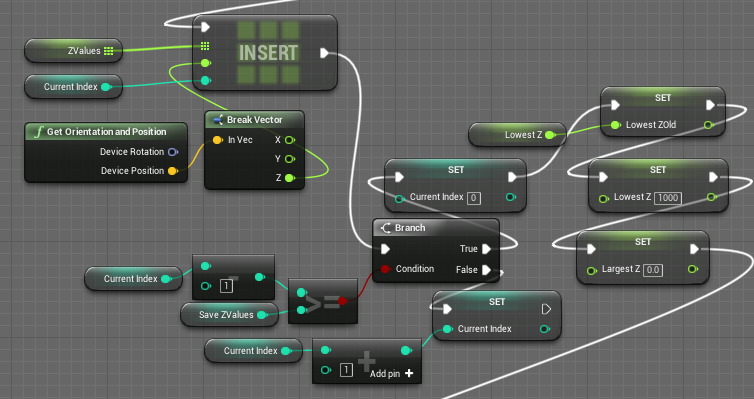 ZValues
INSERT
Current Index
Get Orientation and Position
Device Rotation
Device Position
Break Vector
In Vec X
Y
Z
SET
Lowest ZOld
Lowest Z
SET
Current Index 0
SET
Lowest Z 1000
Branch
True
Condition False
SET
Largest Z 0.0
Current Index
-
1
Save ZValues
>=
SET
Current Index
Current Index
+
1
Add pin +